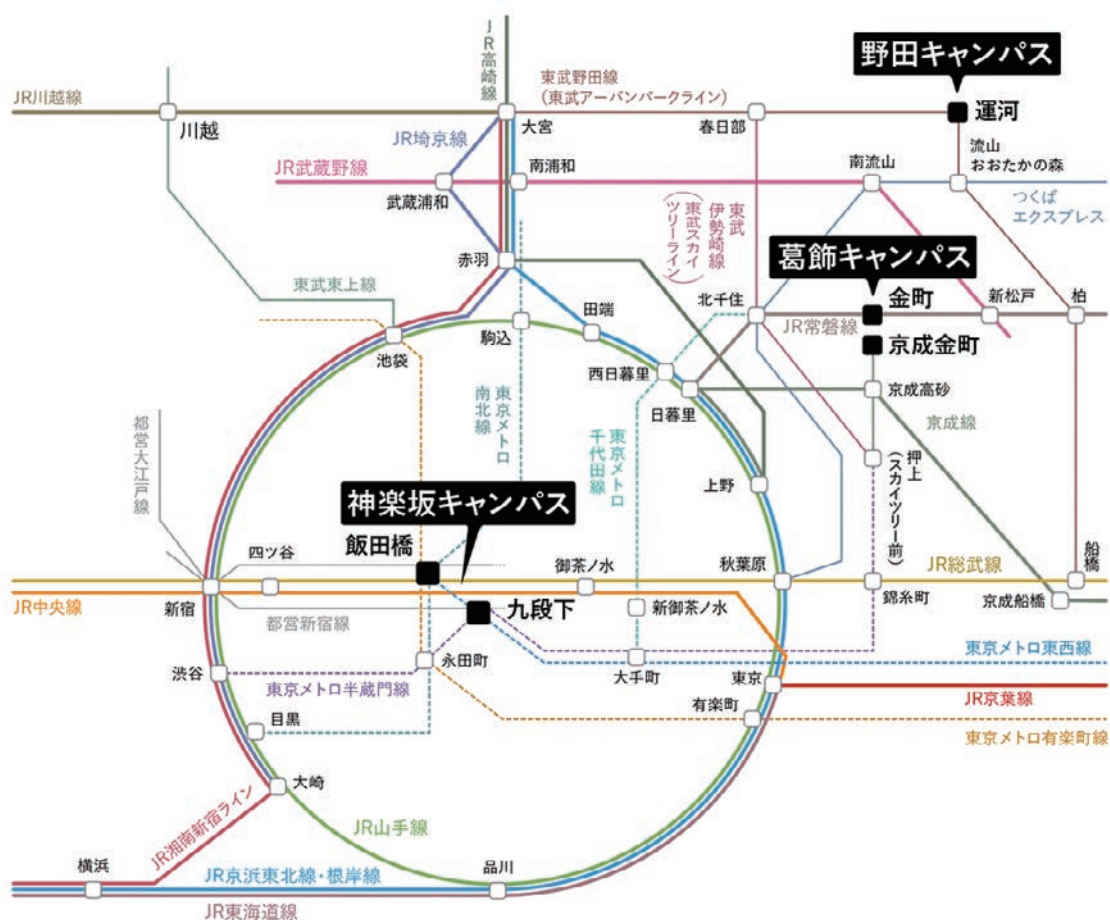 JR高崎線
野田キャンパス
東武野田線
（東武アーバンパークライン）
JR川越線
川越
大宮
春日部
運河
JR埼京線
流山
おおたかの森
JR武蔵野線
南浦和
南流山
武蔵浦和
つくば
エクスプレス
東武
伊勢崎線
（東武スカイ
ツリーライン）
葛飾キャンパス
赤羽
東武東上線
田端
北千住
金町
新松戸
柏
JR常磐線
駒込
池袋
京成金町
西日暮里
日暮里
京成高砂
京成線
東京メトロ
南北線
東京メトロ
千代田線
都営大江戸線
上野
押上
（スカイツリー前）
神楽坂キャンパス
飯田橋
四ツ谷
御茶ノ水
秋葉原
JR総武線
船橋
JR中央線
新宿
都営新宿線
九段下
新御茶ノ水
錦糸町
京成船橋
永田町
大手町
東京メトロ東西線
渋谷
東京メトロ半蔵門線
東京
JR京葉線
目黒
有楽町
東京メトロ有楽町線
大崎
JR湘南新宿ライン
JR山手線
横浜
品川
JR京浜東北線・根岸線
JR東海道線